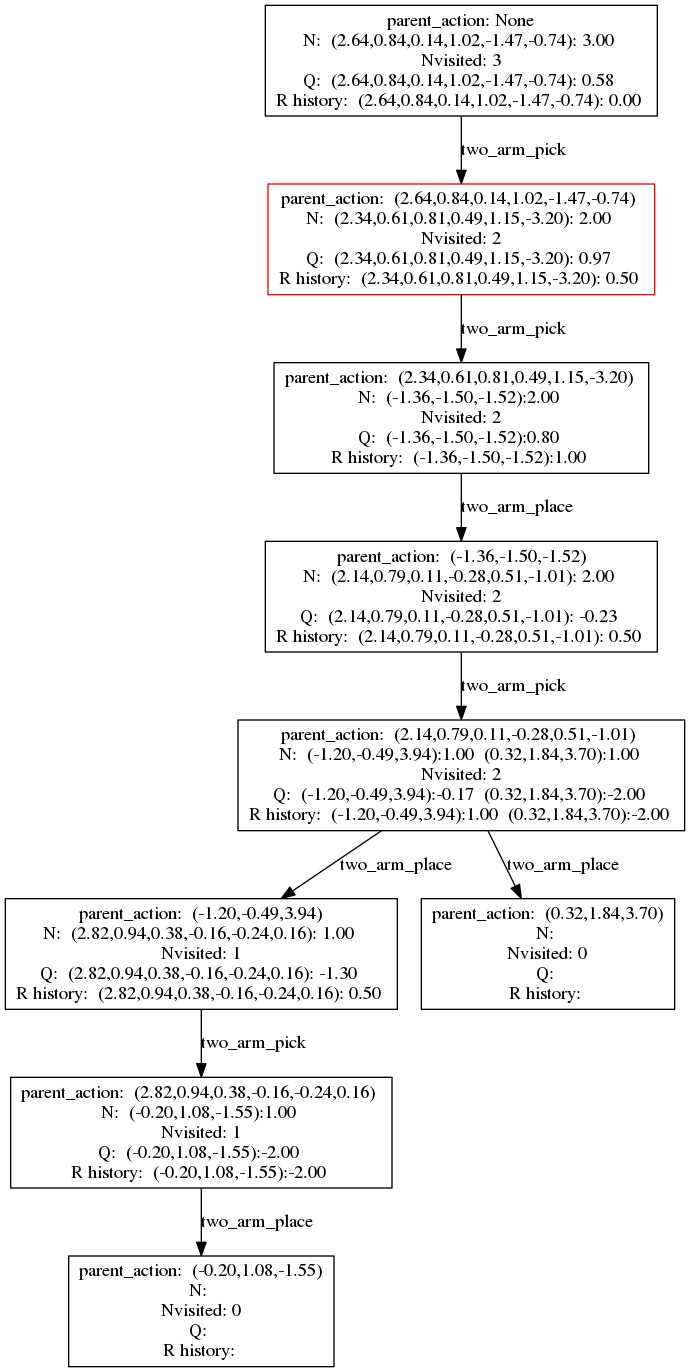 parent_action: None
N: (2.64,0.84,0.14,1.02,-1.47,-0.74): 3.00
Nvisited: 3
Q: (2.64,0.84,0.14,1.02,-1.47,-0.74): 0.58
R history: (2.64,0.84,0.14,1.02,-1.47,-0.74): 0.00
two_arm_pick
parent_action: (2.64,0.84,0.14,1.02,-1.47,-0.74)
N: (2.34,0.61,0.81,0.49,1.15,-3.20): 2.00
Nvisited: 2
Q: (2.34,0.61,0.81,0.49,1.15,-3.20): 0.97
R history: (2.34,0.61,0.81,0.49,1.15,-3.20): 0.50
two_arm_pick
parent_action: (2.34,0.61,0.81,0.49,1.15,-3.20)
N: (-1.36,-1.50,-1.52):2.00
Nvisited: 2
Q: (-1.36,-1.50,-1.52):0.80
R history: (-1.36,-1.50,-1.52):1.00
two_arm_place
parent_action: (-1.36,-1.50,-1.52)
N: (2.14,0.79,0.11,-0.28,0.51,-1.01): 2.00
Nvisited: 2
Q: (2.14,0.79,0.11,-0.28,0.51,-1.01): -0.23
R history: (2.14,0.79,0.11,-0.28,0.51,-1.01): 0.50
two_arm_pick
parent_action: (2.14,0.79,0.11,-0.28,0.51,-1.01)
N: (-1.20,-0.49,3.94):1.00 (0.32,1.84,3.70):1.00
Nvisited: 2
Q: (-1.20,-0.49,3.94):-0.17 (0.32,1.84,3.70):-2.00
R history: (-1.20,-0.49,3.94):1.00 (0.32,1.84,3.70):-2.00
two_arm_place
two_arm_place
parent_action: (-1.20,-0.49,3.94)
N: (2.82,0.94,0.38,-0.16,-0.24,0.16): 1.00
Nvisited: 1
Q: (2.82,0.94,0.38,-0.16,-0.24,0.16): -1.30
R history: (2.82,0.94,0.38,-0.16,-0.24,0.16): 0.50
parent_action: (0.32,1.84,3.70)
N:
Nvisited: 0
Q:
R history:
two_arm_pick
parent_action: (2.82,0.94,0.38,-0.16,-0.24,0.16)
N: (-0.20,1.08,-1.55):1.00
Nvisited: 1
Q: (-0.20,1.08,-1.55):-2.00
R history: (-0.20,1.08,-1.55):-2.00
two_arm_place
parent_action: (-0.20,1.08,-1.55)
N:
Nvisited: 0
Q:
R history: